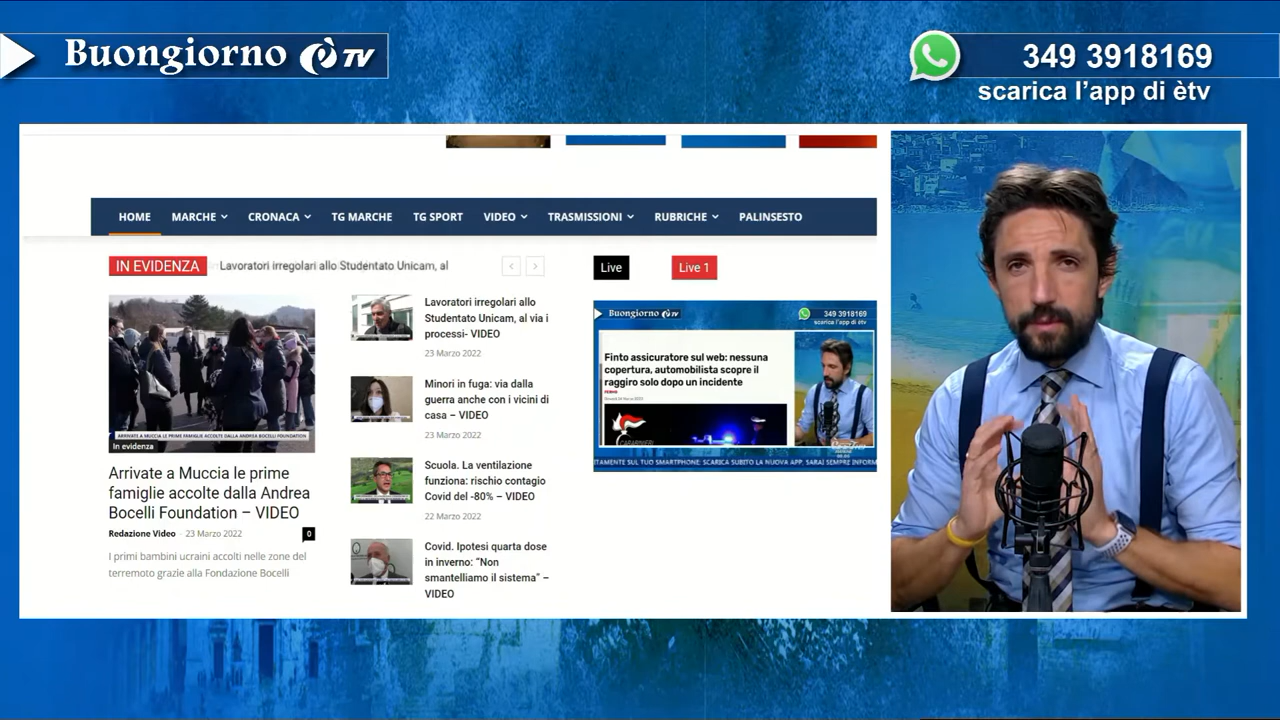 Buongiorno è TV
349 3918169
scarica l'app di ètv
HOME MARCHE CRONACA TG MARCHE TG SPORT VIDEO TRASMISSIONI RUBRICHE PALINSESTO
IN EVIDENZA
Lavoratori irregolari allo Studentato Unicam, al
ARRIVATE A MUCCIA LE PRIME FAMIGLIE ACCOLTE DALLA ANDREA BOCELLI FOUNDATION
In evidenza
Arrivate a Muccia le prime
famiglie accolte dalla Andrea
Bocelli Foundation – VIDEO
Redazione Video - 23 Marzo 2022
0
I primi bambini ucraini accolti nelle zone del
terremoto grazie alla Fondazione Bocelli
Lavoratori irregolari allo
Studentato Unicam, al via i
processi- VIDEO
23 Marzo 2022
Minori in fuga: via dalla
guerra anche con i vicini di
casa – VIDEO
23 Marzo 2022
Scuola. La ventilazione
funziona: rischio contagio
Covid del -80% – VIDEO
22 Marzo 2022
Covid. Ipotesi quarta dose
in inverno: “Non
smantelliamo il sistema” –
VIDEO
Live
Live 1
Buongiorno è TV
349 3918169
scarica l'app di ètv
Finto assicuratore sul web: nessuna
copertura, automobilista scopre il
raggiro solo dopo un incidente
FERMO
CARABINIERI
ITAMENTE SUL TUO SMARTPHONE: SCARICA SUBITO LA NUOVA APP: SARAI SEMPRE INFORM